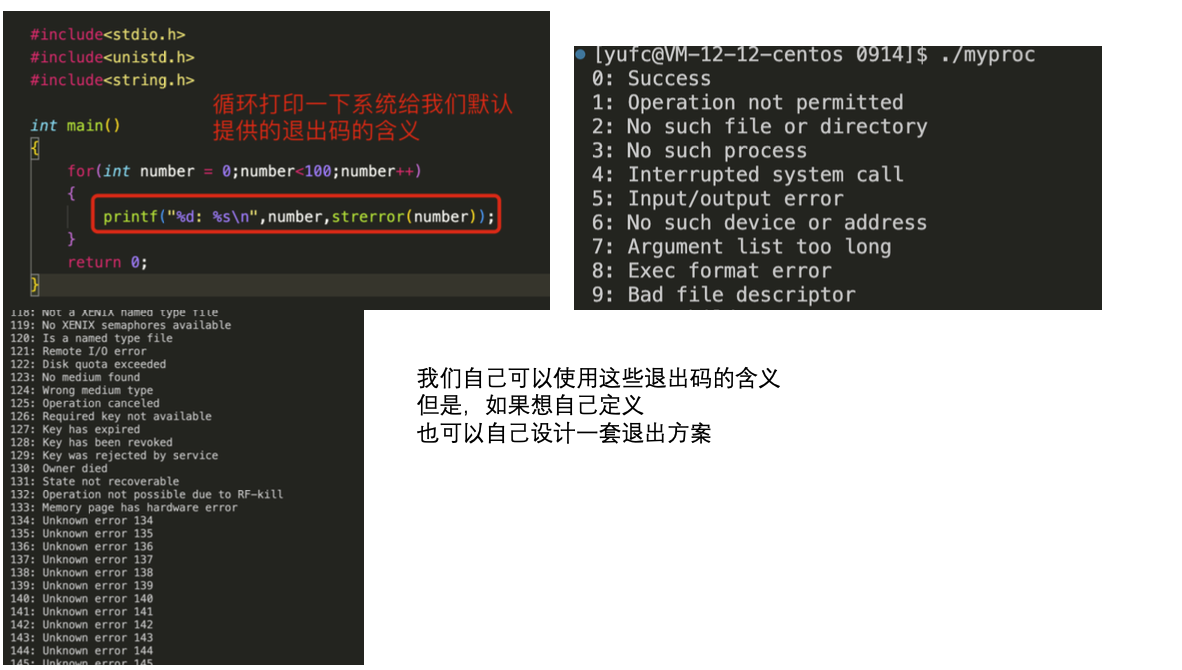 #include<stdio.h>
#include<unistd.h>
#include<string.h>
循环打印一下系统给我们默认
提供的退出码的含义
int main()
{
for(int number = 0;number<100;number++)
{
printf("%d: %s\n",number,strerror(number));
}
return 0;
}
[yufc@VM-12-12-centos 0914]$ ./myproc
0: Success
1: Operation not permitted
2: No such file or directory
3: No such process
4: Interrupted system call
5: Input/output error
6: No such device or address
7: Argument list too long
8: Exec format error
9: Bad file descriptor
118: Not a XENIX named type file
119: No XENIX semaphores available
120: Is a named type file
121: Remote I/O error
122: Disk quota exceeded
123: No medium found
124: Wrong medium type
125: Operation canceled
126: Required key not available
127: Key has expired
128: Key has been revoked
129: Key was rejected by service
130: Owner died
131: State not recoverable
132: Operation not possible due to RF-kill
133: Memory page has hardware error
134: Unknown error 134
135: Unknown error 135
136: Unknown error 136
137: Unknown error 137
138: Unknown error 138
139: Unknown error 139
140: Unknown error 140
141: Unknown error 141
142: Unknown error 142
143: Unknown error 143
144: Unknown error 144
145: Unknown error 145
我们自己可以使用这些退出码的含义
但是，如果想自己定义
也可以自己设计一套退出方案